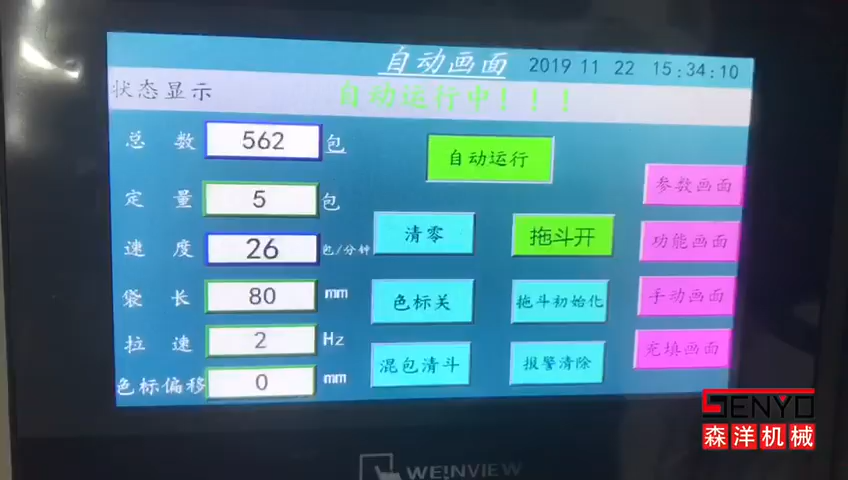 自动画面 2019 11 22 15:34:10
状态显示 自动运行中！！！
总 数 562 包
自动运行
定 量 5 包
参数画面
速 度 26 包/分钟
清零 拖斗开 功能画面
袋 长 80 mm
色标关 拖斗初始化 手动画面
拉 速 2 Hz
混包清斗 报警清除 充填画面
色标偏移 0 mm
SENYO
森洋机械
WEINVIEW